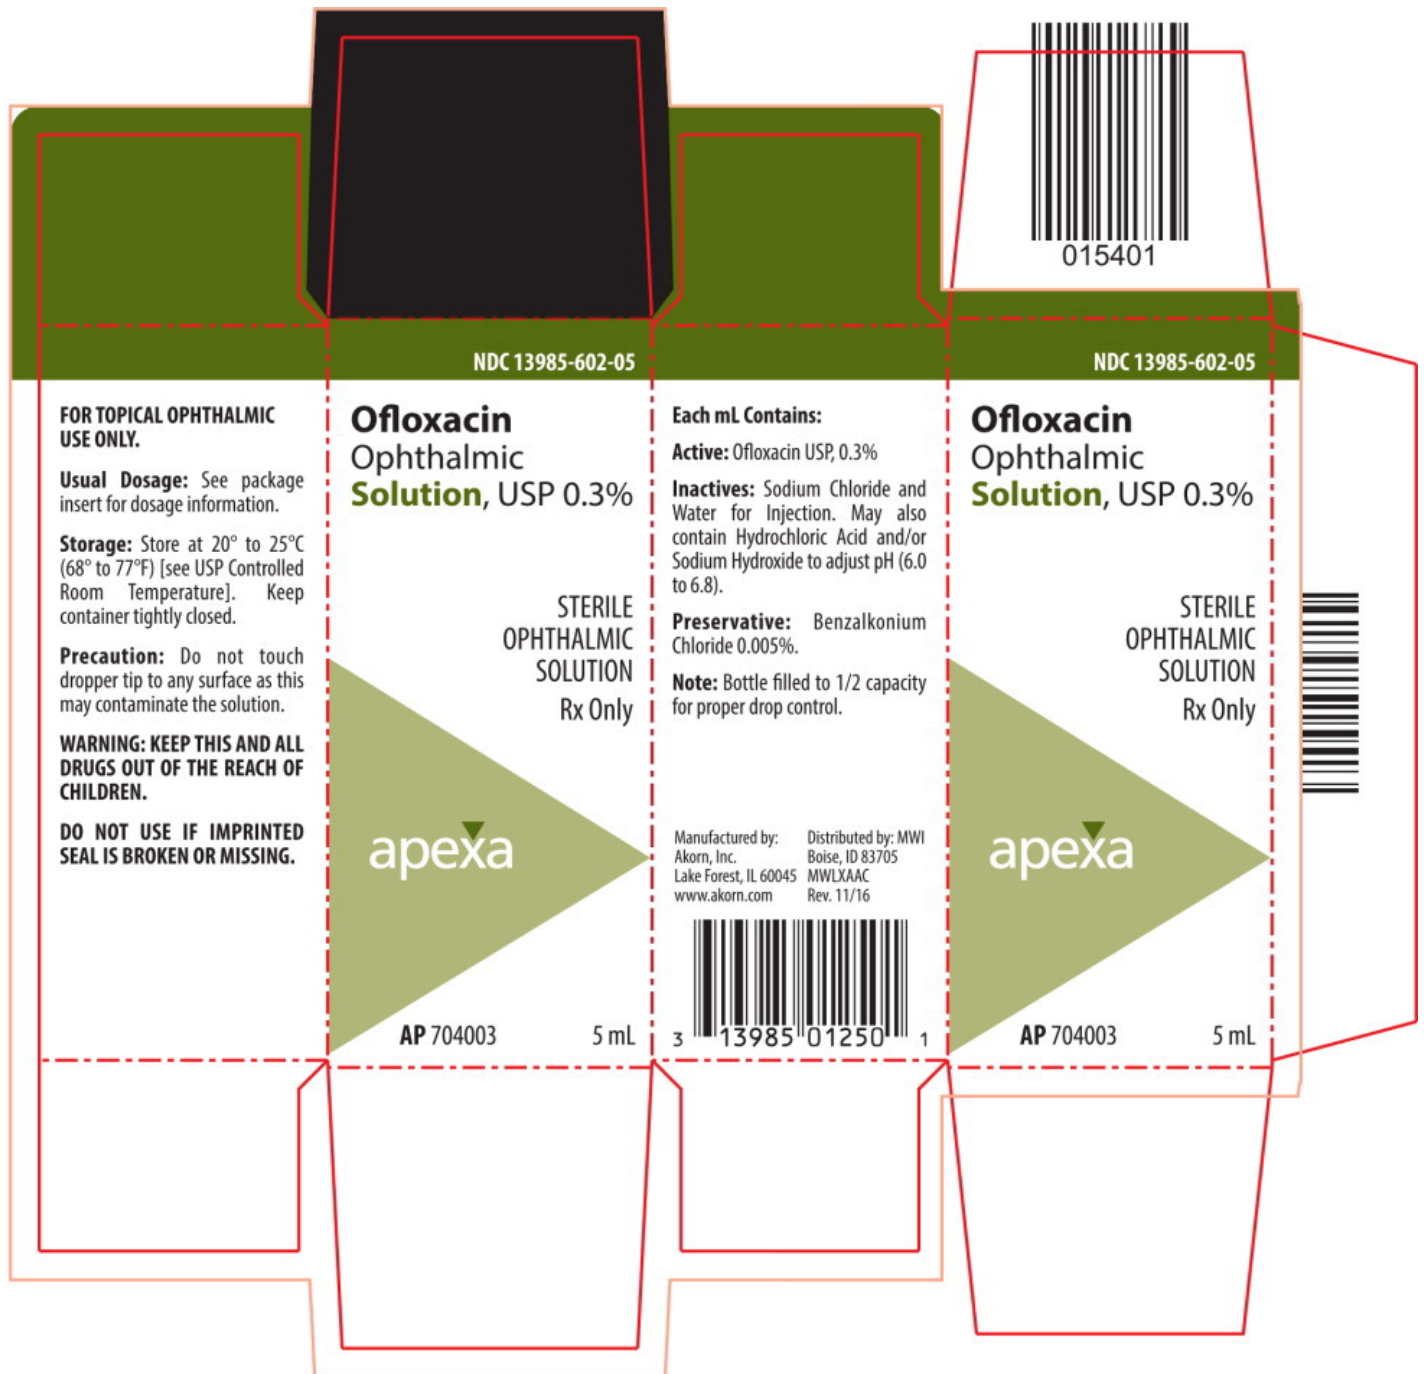 015401
FOR TOPICAL OPHTHALMIC
USE ONLY.
Usual Dosage: See package
insert for dosage information.
Storage: Store at 20° to 25°C
(68° to 77°F) [see USP Controlled
Room Temperature]. Keep
container tightly closed.
Precaution: Do not touch
dropper tip to any surface as this
may contaminate the solution.
WARNING: KEEP THIS AND ALL
DRUGS OUT OF THE REACH OF
CHILDREN.
DO NOT USE IF IMPRINTED
SEAL IS BROKEN OR MISSING.
NDC 13985-602-05
Ofloxacin
Ophthalmic
Solution, USP 0.3%
STERILE
OPHTHALMIC
SOLUTION
Rx Only
apexa
AP 704003 5 mL
Each mL Contains:
Active: Ofloxacin USP, 0.3%
Inactives: Sodium Chloride and
Water for Injection. May also
contain Hydrochloric Acid and/or
Sodium Hydroxide to adjust pH (6.0
to 6.8).
Preservative: Benzalkonium
Chloride 0.005%.
Note: Bottle filled to 1/2 capacity
for proper drop control.
Manufactured by:
Akorn, Inc.
Lake Forest, IL 60045
www.akorn.com
Distributed by: MWI
Boise, ID 83705
MWLXAAC
Rev. 11/16
3 13985 01250 1
NDC 13985-602-05
Ofloxacin
Ophthalmic
Solution, USP 0.3%
STERILE
OPHTHALMIC
SOLUTION
Rx Only
apexa
AP 704003 5 mL